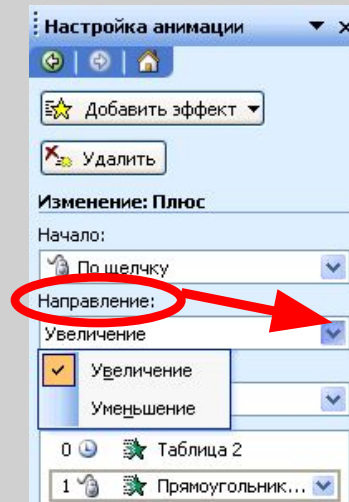 Настройка анимации
Добавить эффект
Удалить
Изменение: Плюс
Начало:
По щелчку
Направление:
Увеличение
Увеличение
Уменьшение
0 Таблица 2
1 Прямоугольник...